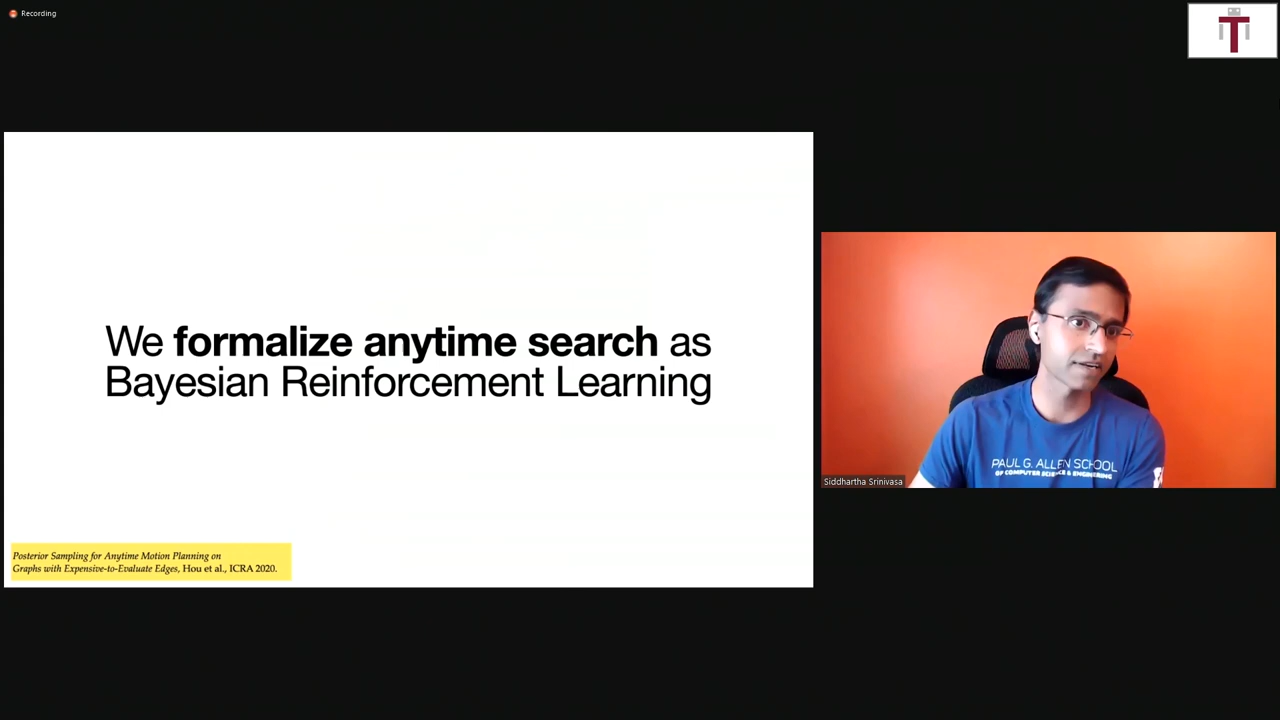 Recording
We formalize anytime search as
Bayesian Reinforcement Learning
Posterior Sampling for Anytime Motion Planning on
Graphs with Expensive-to-Evaluate Edges, Hou et al., ICRA 2020.
PAUL G. ALLEN SCHOOL
OF COMPUTER SCIENCE & ENGINEERING
Siddhartha Srinivasa